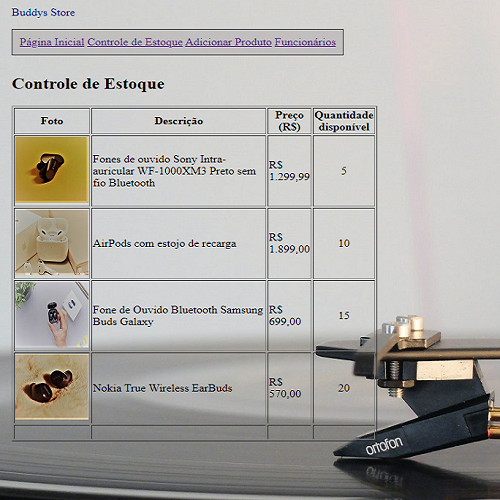 Buddys Store
Página Inicial Controle de Estoque Adicionar Produto Funcionários
Controle de Estoque
Foto Descrição Preço (R$) Quantidade disponível
Fones de ouvido Sony Intra-
auricular WF-1000XM3 Preto sem
fio Bluetooth
R$
1.299,99
5
AirPods com estojo de recarga
R$
1.899,00
10
Fone de Ouvido Bluetooth Samsung
Buds Galaxy
R$
699,00
15
Nokia True Wireless EarBuds
R$
570,00
20
ortofon